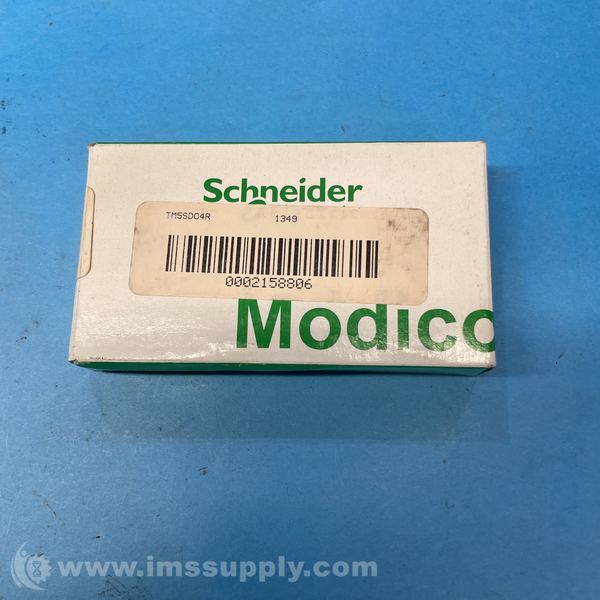 Schneider
TM5SDO4R 1349
0002158806
Modico
www.imssupply.com